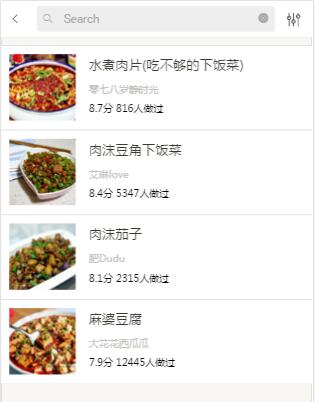 Search
水煮肉片(吃不够的下饭菜)
零七八岁静时光
8.7分 816人做过
肉沫豆角下饭菜
艾琳love
8.4分 5347人做过
肉沫茄子
肥Dudu
8.1分 2315人做过
麻婆豆腐
大花花西瓜瓜
7.9分 12445人做过